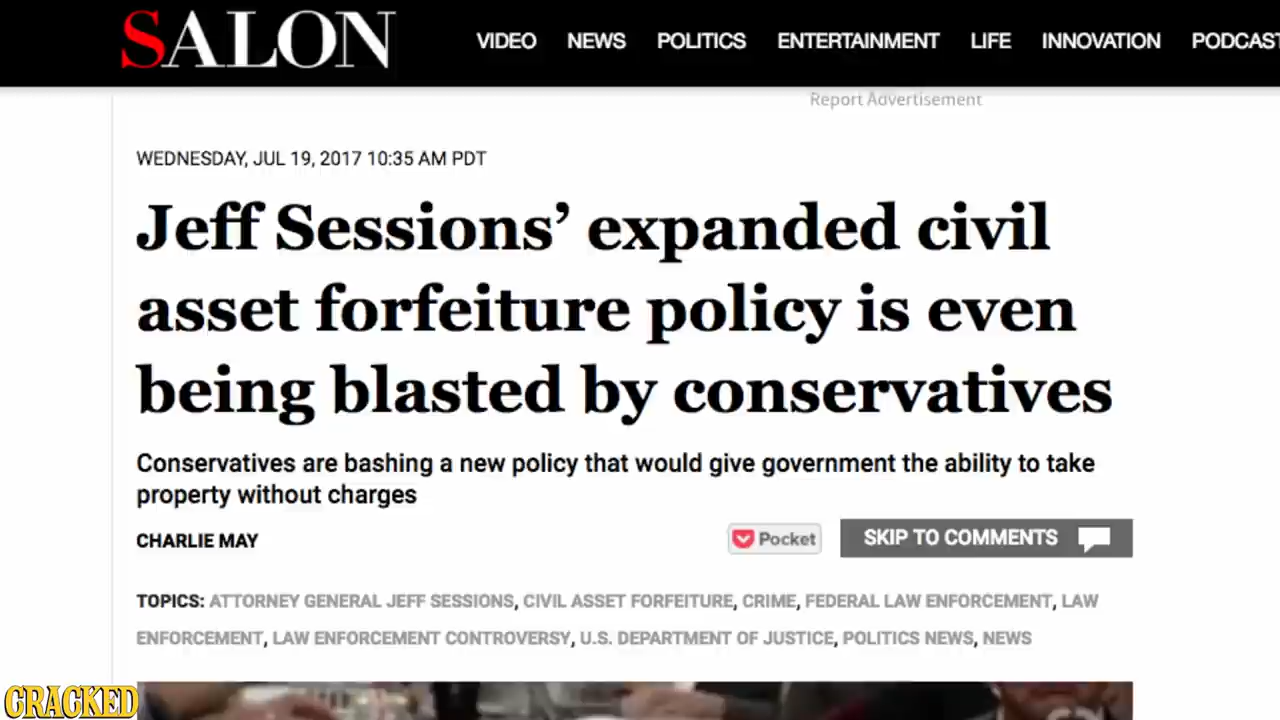 SALON
VIDEO NEWS POLITICS ENTERTAINMENT LIFE INNOVATION PODCAST
Report Advertisement
WEDNESDAY, JUL 19, 2017 10:35 AM PDT
Jeff Sessions’ expanded civil
asset forfeiture policy is even
being blasted by conservatives
Conservatives are bashing a new policy that would give government the ability to take
property without charges
CHARLIE MAY
Pocket
SKIP TO COMMENTS
TOPICS: ATTORNEY GENERAL JEFF SESSIONS, CIVIL ASSET FORFEITURE, CRIME, FEDERAL LAW ENFORCEMENT, LAW
ENFORCEMENT, LAW ENFORCEMENT CONTROVERSY, U.S. DEPARTMENT OF JUSTICE, POLITICS NEWS, NEWS
CRACKED